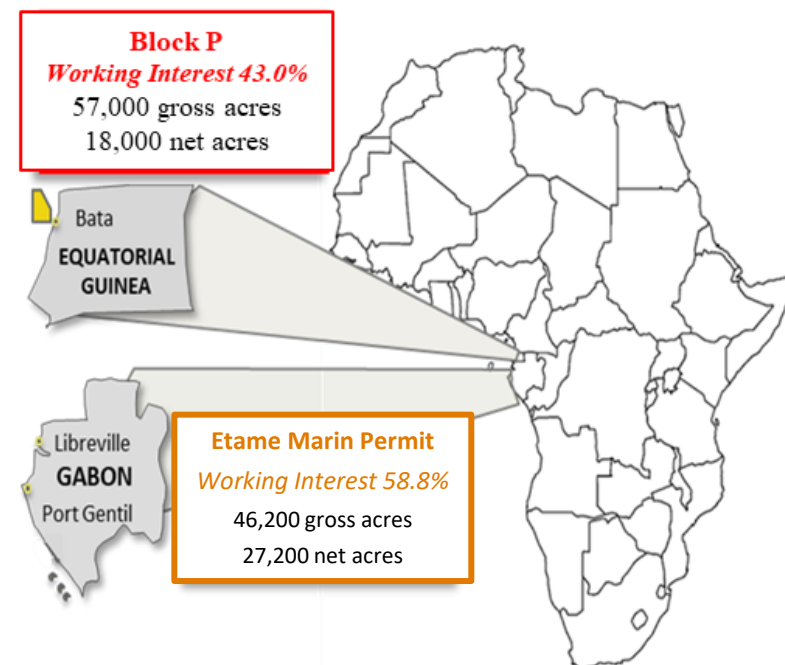 Block P
Working Interest 43.0%
57,000 gross acres
18,000 net acres
Bata
EQUATORIAL
GUINEA
Libreville
GABON
Port Gentil
Etame Marin Permit
Working Interest 58.8%
46,200 gross acres
27,200 net acres